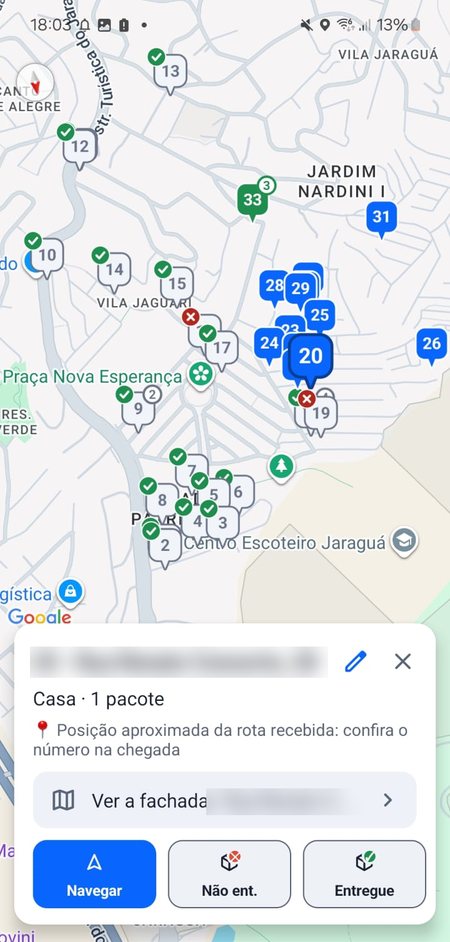 18:03
13%
VILA JARAGUÁ
E ALEGRE
str. Turística do Jara
13
12
JARDIM
NARDINI I
3
33
31
10
do
14
15
VILA JAGUARI
28
29
25
17
24
23
20
26
Praça Nova Esperança
9
2
19
RES.
VERDE
7
8
5
6
4
3
2
Centro Escoteiro Jaraguá
gística
Google
Casa · 1 pacote
📍 Posição aproximada da rota recebida: confira o
número na chegada
Ver a fachada
Navegar
Não ent.
Entregue
ovini